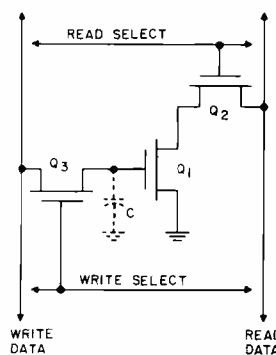 READ SELECT
Q2
Q3
Q1
C
WRITE SELECT
WRITE
DATA
READ
DATA